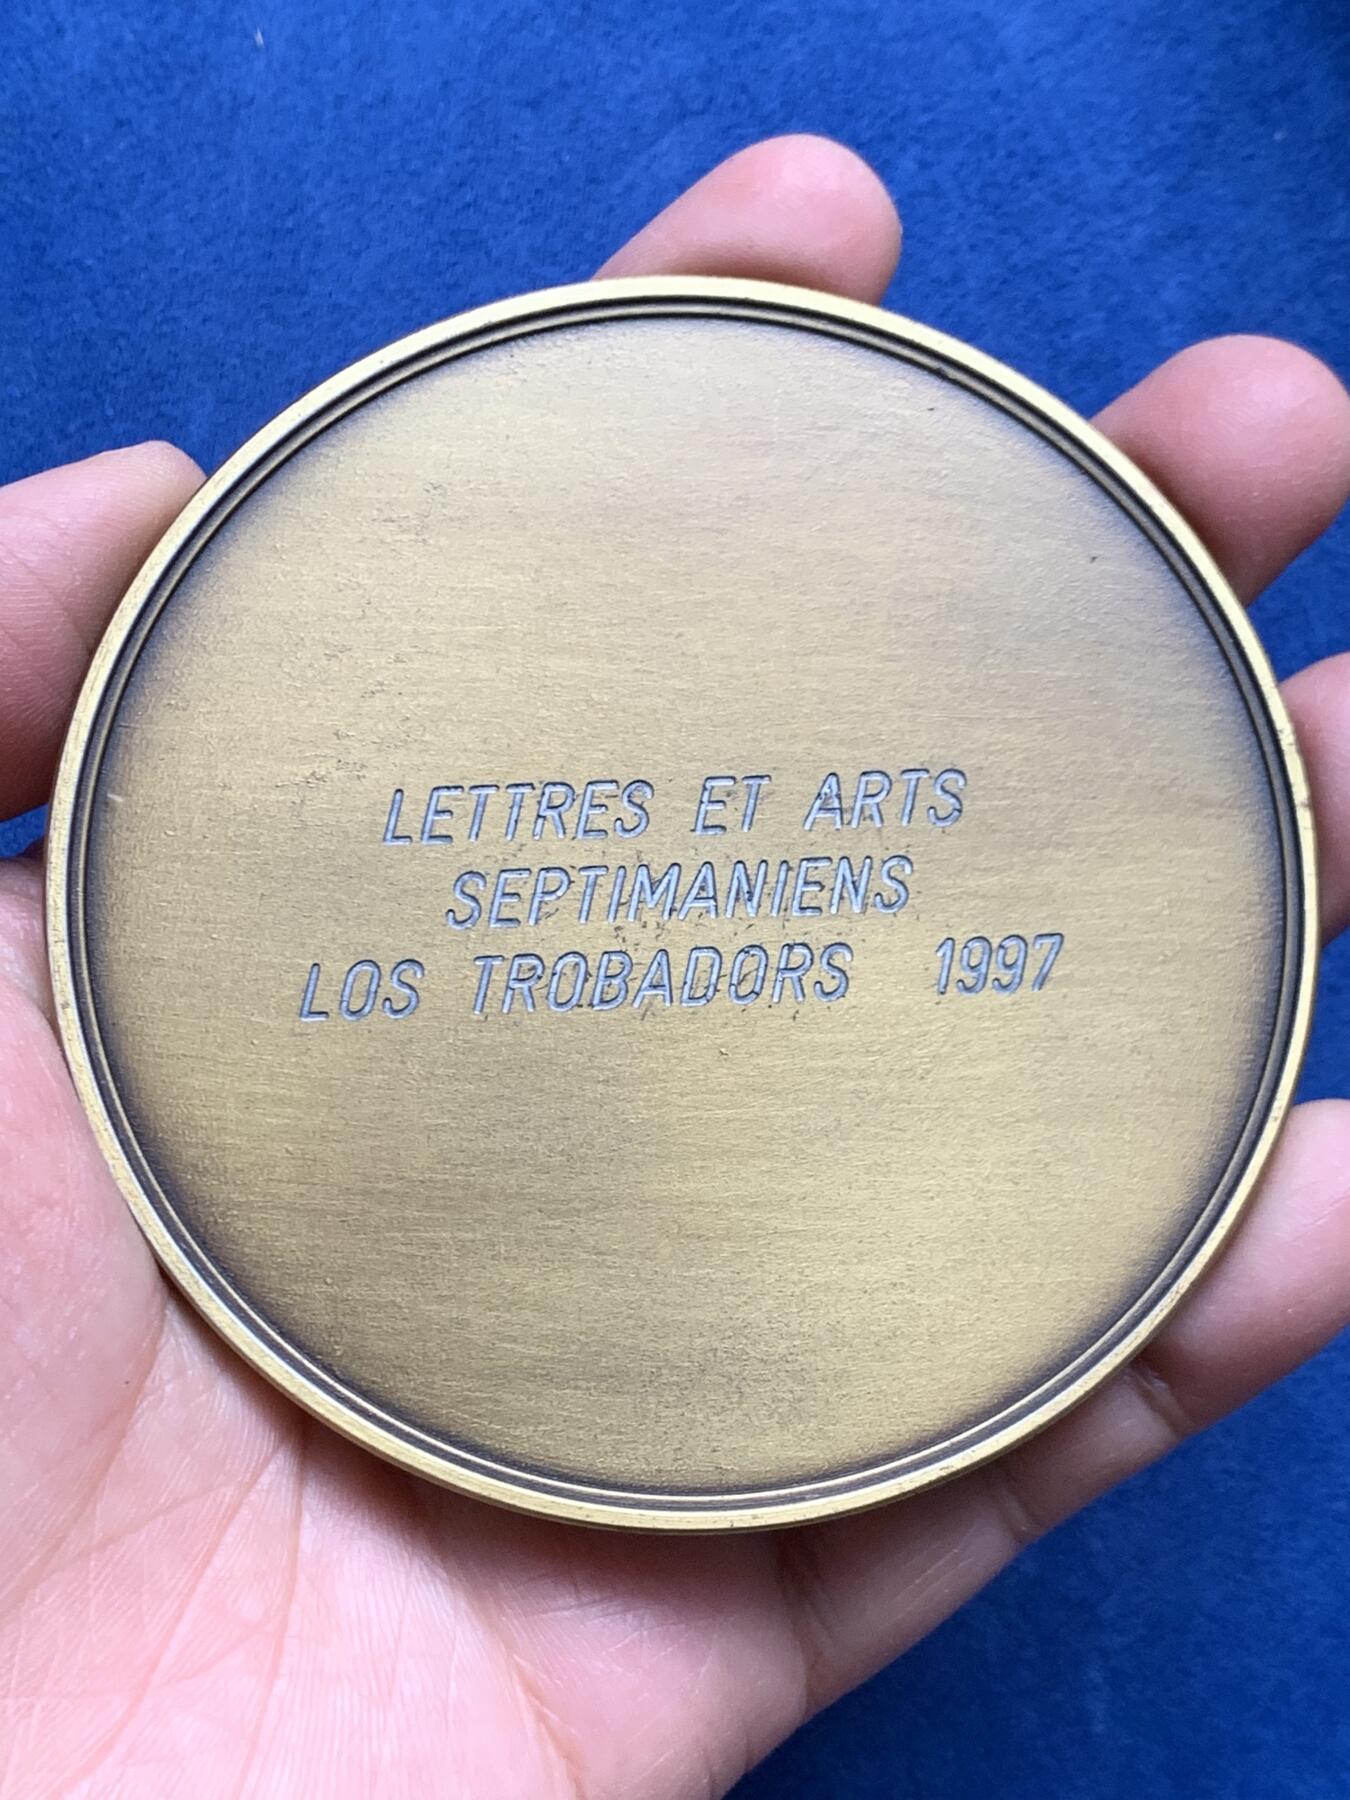 LETTRES ET ARTS
SEPTIMANIENS
LOS TROBADORS 1997